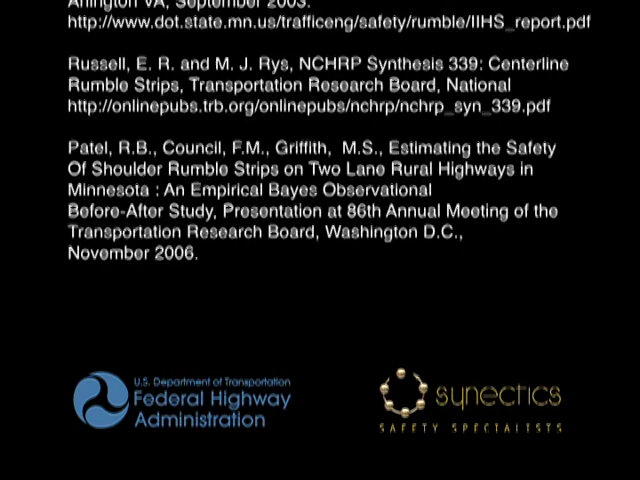 Arlington VA, September 2003.
http://www.dot.state.mn.us/trafficeng/safety/rumble/IIHS_report.pdf
Russell, E. R. and M. J. Rys, NCHRP Synthesis 339: Centerline
Rumble Strips, Transportation Research Board, National
http://onlinepubs.trb.org/onlinepubs/nchrp/nchrp_syn_339.pdf
Patel, R.B., Council, F.M., Griffith, M.S., Estimating the Safety
Of Shoulder Rumble Strips on Two Lane Rural Highways in
Minnesota : An Empirical Bayes Observational
Before-After Study, Presentation at 86th Annual Meeting of the
Transportation Research Board, Washington D.C.,
November 2006.
U.S. Department of Transportation
Federal Highway
Administration
synectics
SAFETY SPECIALISTS